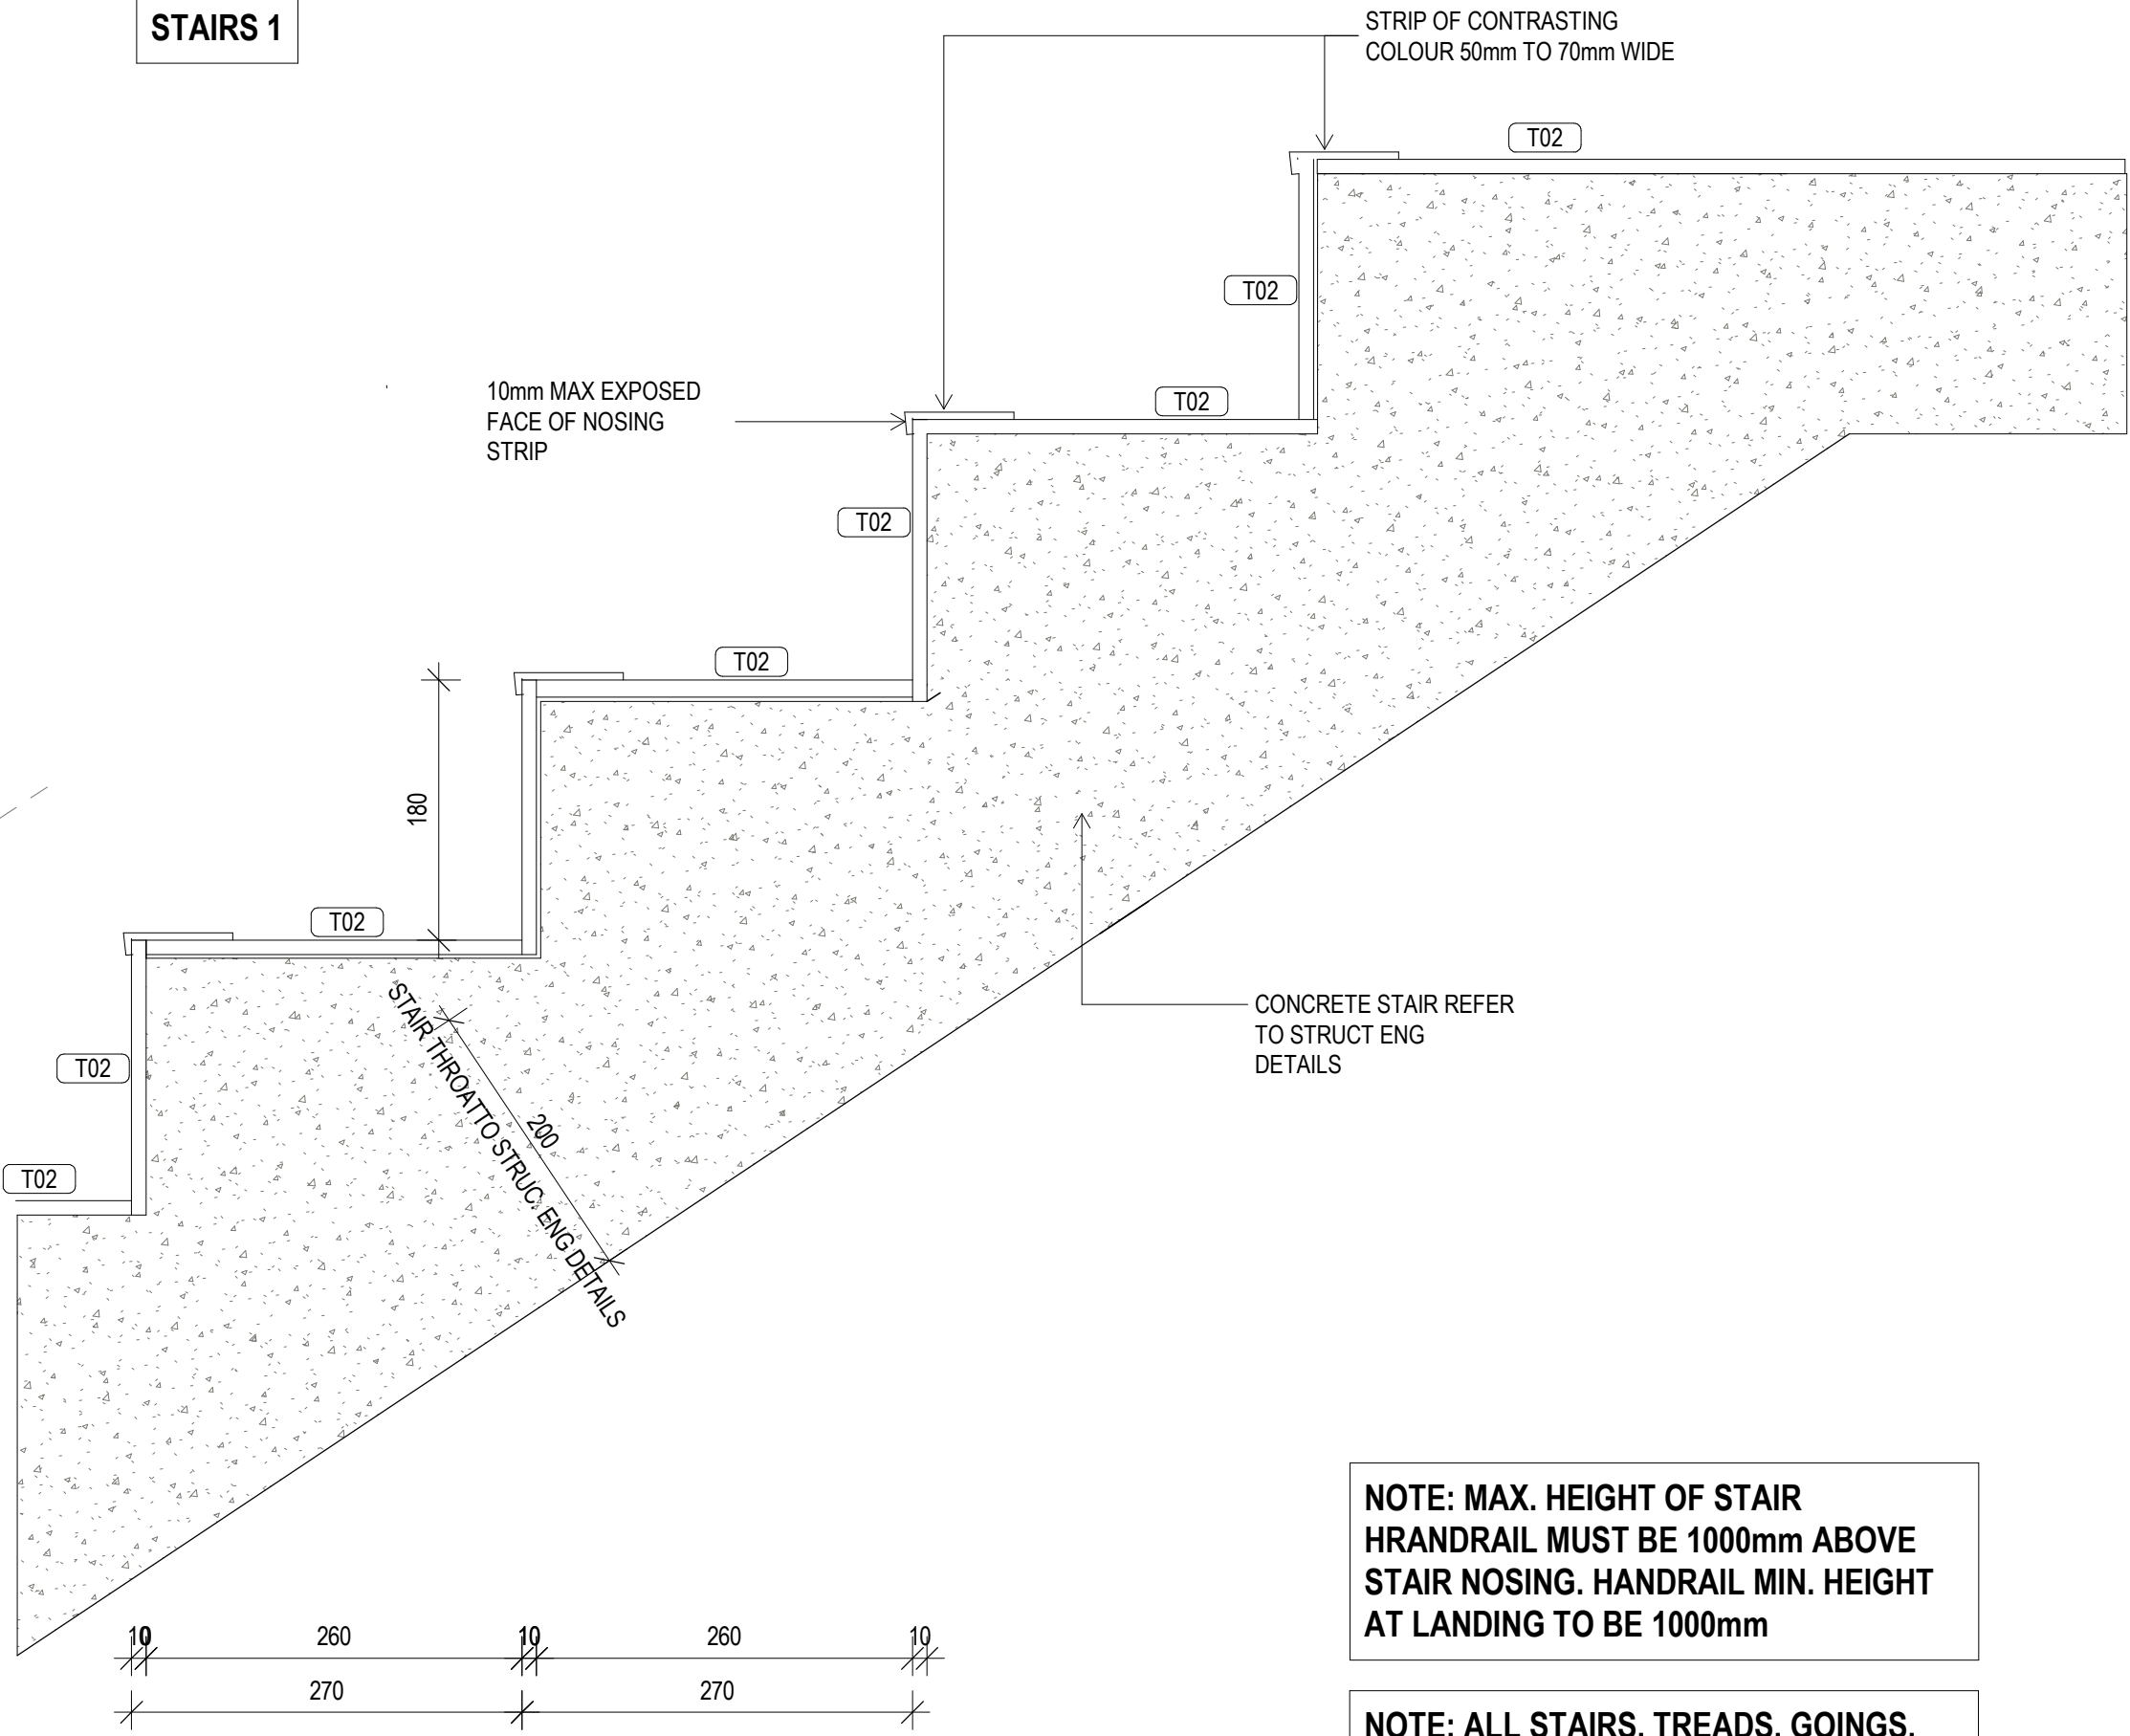 STAIRS 1
STRIP OF CONTRASTING
COLOUR 50mm TO 70mm WIDE
T02
T02
10mm MAX EXPOSED
FACE OF NOSING
STRIP
T02
T02
T02
180
T02
STAIR THROATTO STRUC. ENG DETAILS
200
CONCRETE STAIR REFER
TO STRUCT ENG
DETAILS
T02
T02
NOTE: MAX. HEIGHT OF STAIR
HRANDRAIL MUST BE 1000mm ABOVE
STAIR NOSING. HANDRAIL MIN. HEIGHT
AT LANDING TO BE 1000mm
10 260 10 260 10
270 270
NOTE: ALL STAIRS, TREADS, GOINGS,